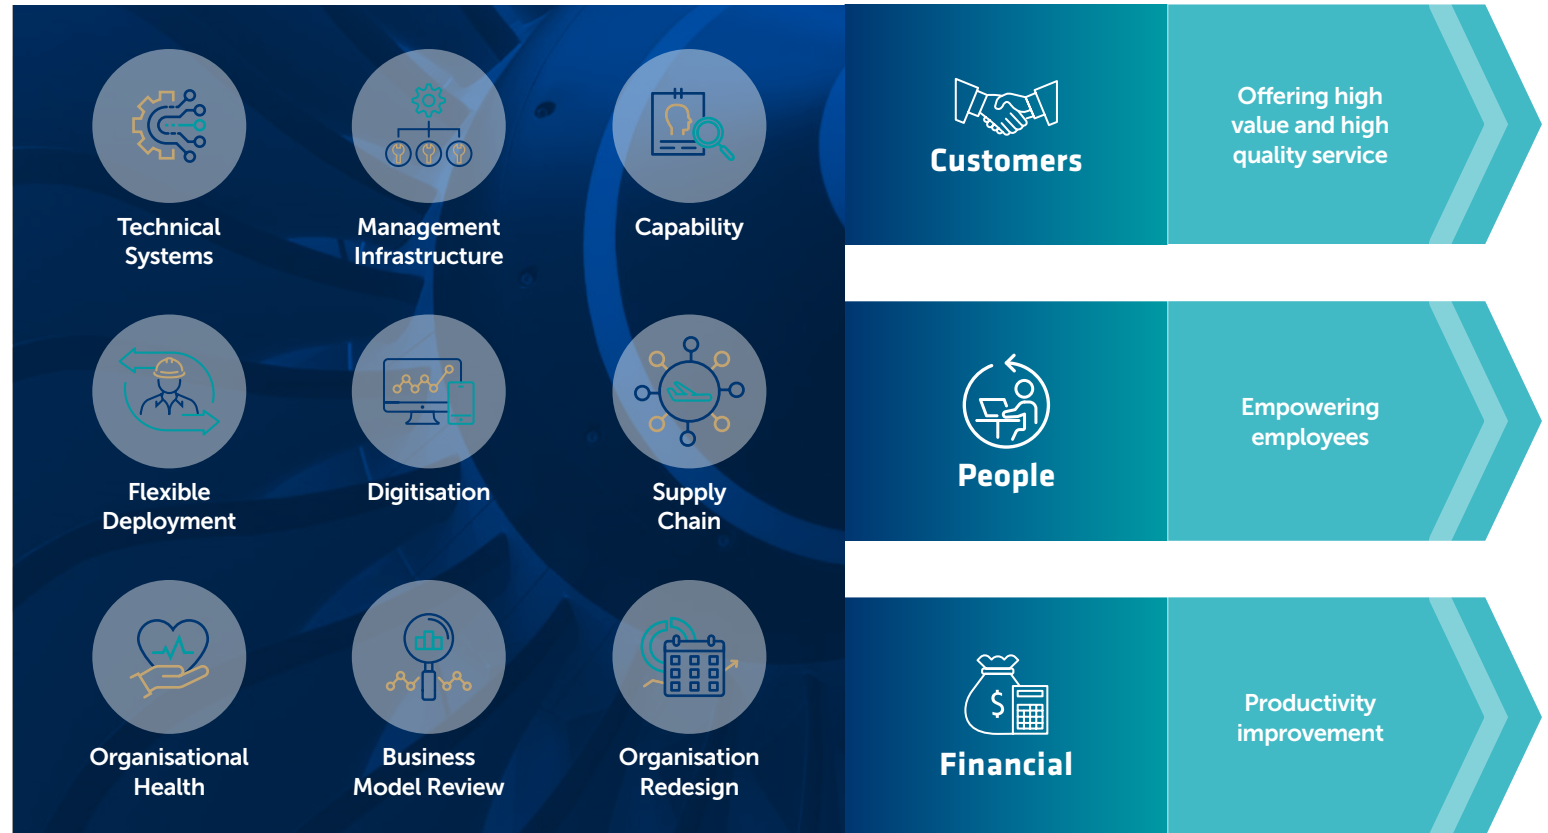 Technical
Systems
Management
Infrastructure
Capability
Flexible
Deployment
Digitisation
Supply
Chain
Organisational
Health
Business
Model Review
Organisation
Redesign
Customers
Offering high
value and high
quality service
People
Empowering
employees
$
Financial
Productivity
improvement